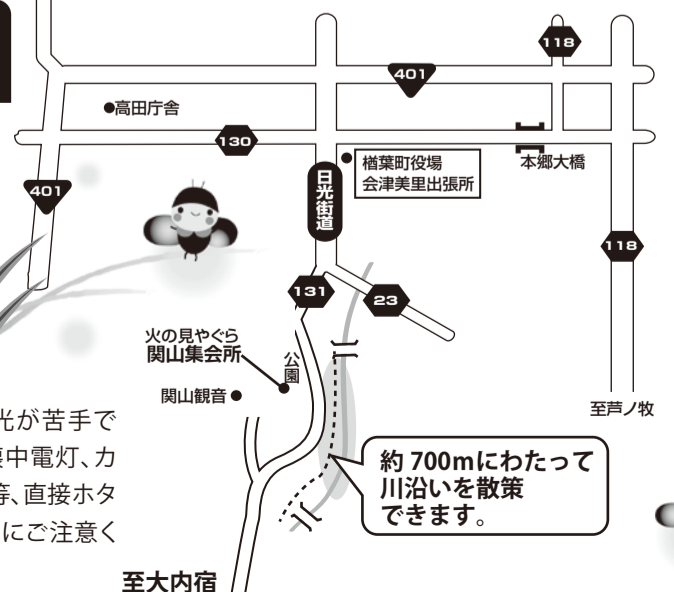 118
401
●高田庁舎
130
楢葉町役場
会津美里出張所
本郷大橋
401
日光街道
118
131
23
火の見やぐら
関山集会所
公園
関山観音●
至芦ノ牧
光が苦手で
中電灯、カ
等、直接ホタ
にご注意く
約 700mにわたって
川沿いを散策
できます。
至大内宿